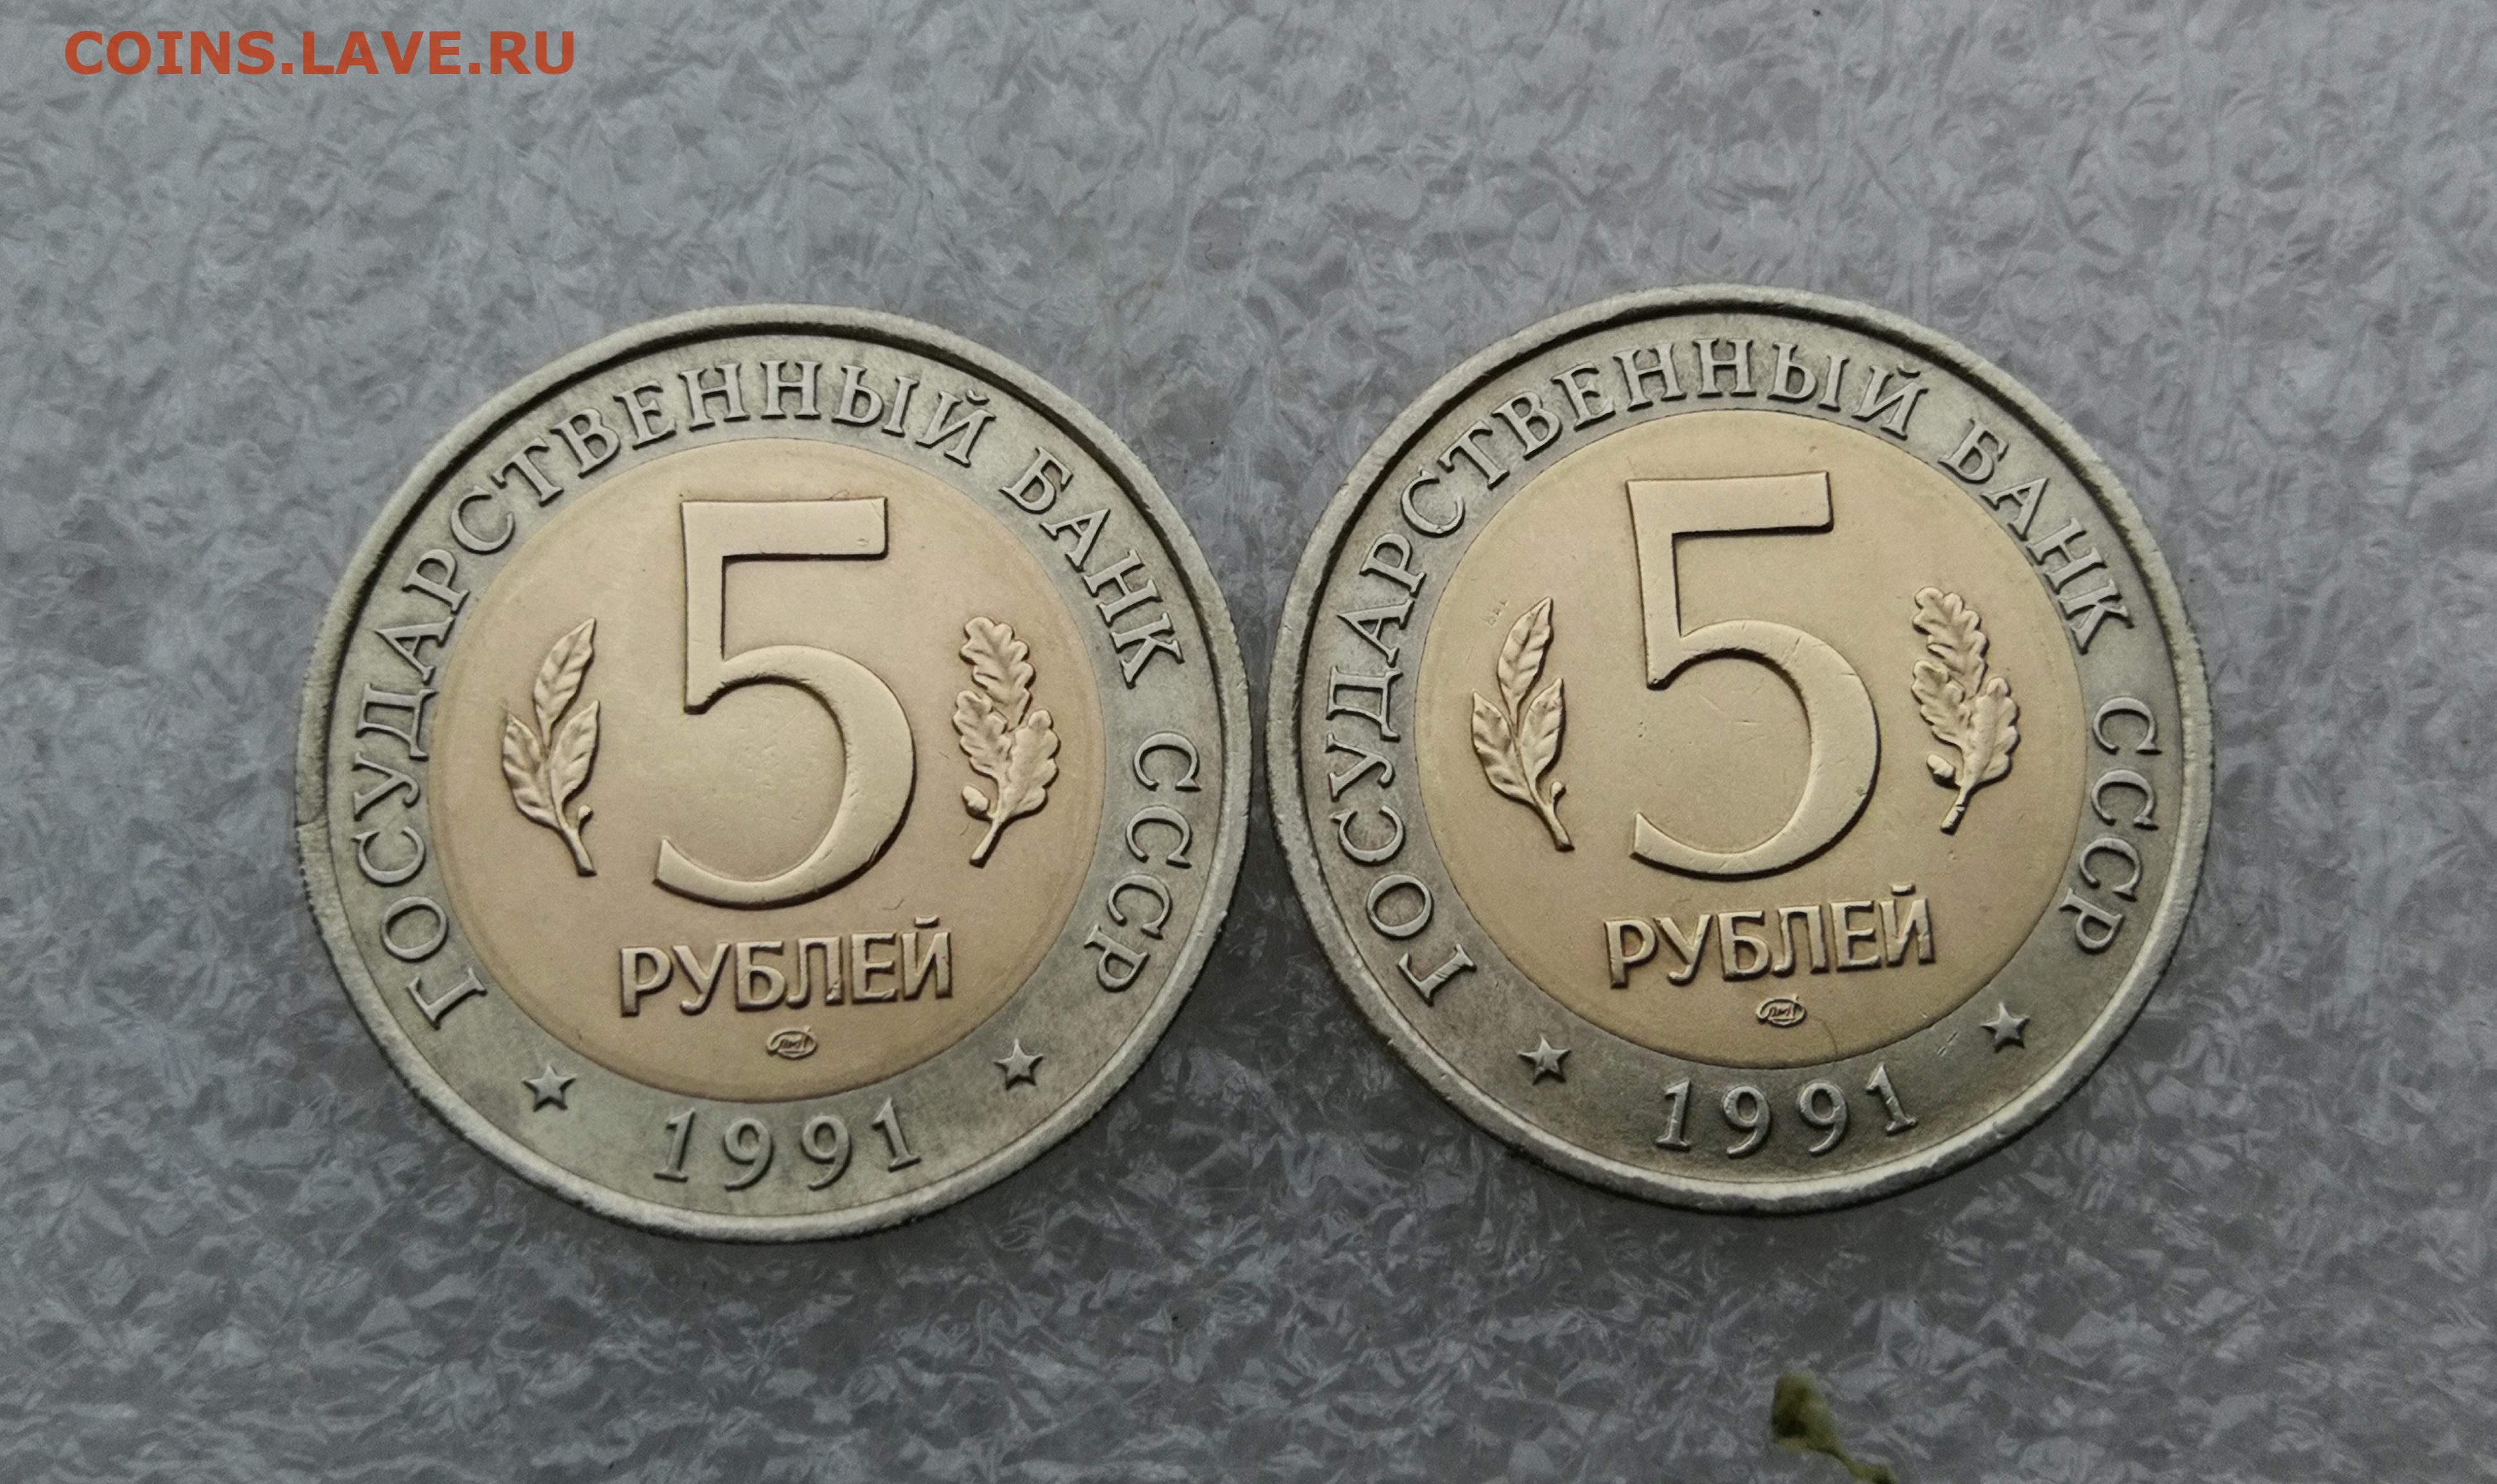 COINS.LAVE.RU
ГОСУДАРСТВЕННЫЙ БАНК СССР
5
РУБЛЕЙ
ЛМД
1991
ГОСУДАРСТВЕННЫЙ БАНК СССР
5
РУБЛЕЙ
ЛМД
1991